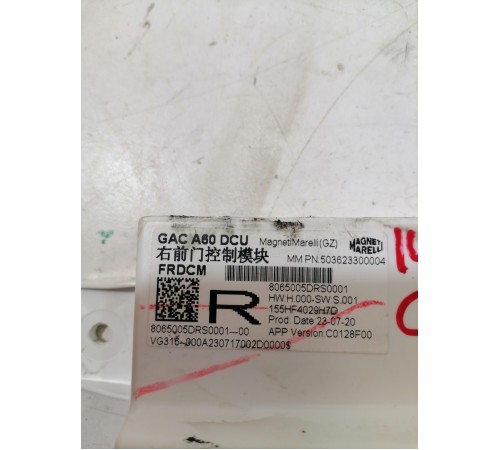 GAC A60 DCU MagnetiMarelli(GZ) MAGNETI MARELLI
右前门控制模块 MM PN:503623300004
FRDCM
8065005DRS0001
R
HW:H.000-SW:S.001
155HF4029H7D
Prod. Date:23-07-20
8065005DRS0001---00 APP Version:C0128F00
VG316--000A230717002D0000$